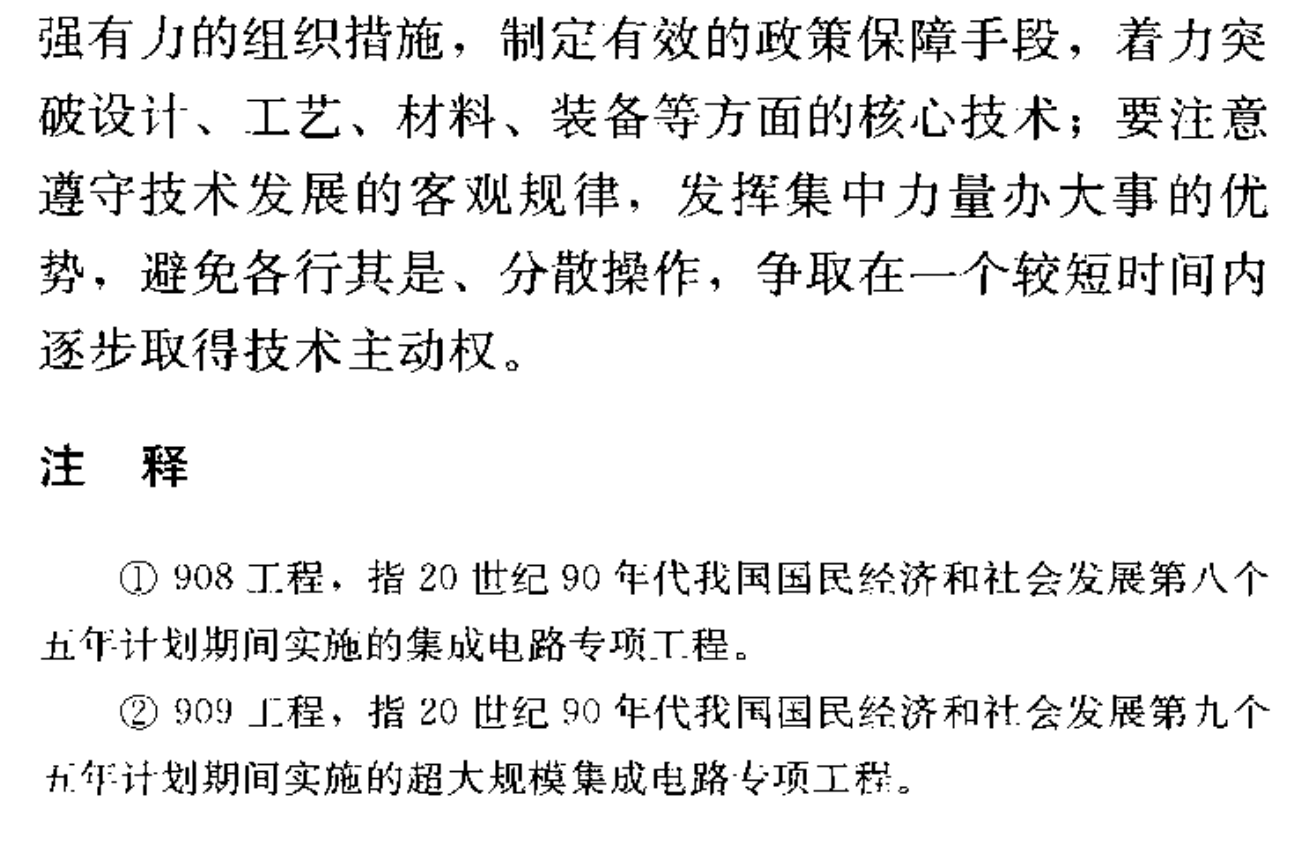 强有力的组织措施，制定有效的政策保障手段，着力突
破设计、工艺、材料、装备等方面的核心技术；要注意
遵守技术发展的客观规律，发挥集中力量办大事的优
势，避免各行其是、分散操作，争取在一个较短时间内
逐步取得技术主动权。
注　释
① 908 工程，指 20 世纪 90 年代我国国民经济和社会发展第八个
五年计划期间实施的集成电路专项工程。
② 909 工程，指 20 世纪 90 年代我国国民经济和社会发展第九个
五年计划期间实施的超大规模集成电路专项工程。